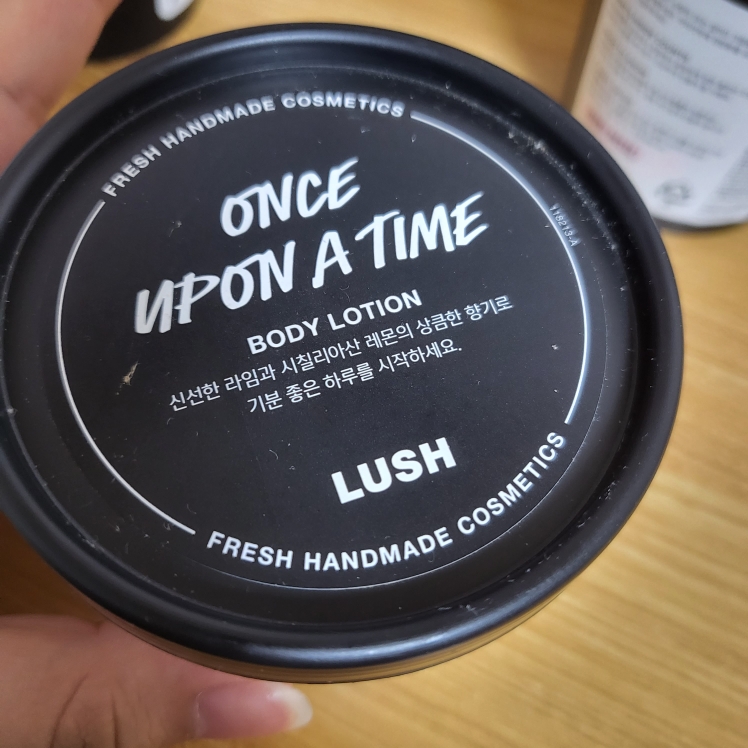 FRESH HANDMADE COSMETICS
ONCE
UPON A TIME
BODY LOTION
신선한 라임과 시칠리아산 레몬의 상큼한 향기로
기분 좋은 하루를 시작하세요.
LUSH
FRESH HANDMADE COSMETICS